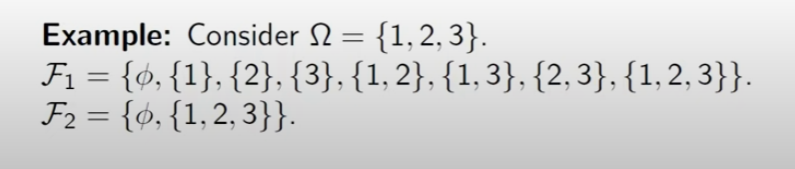 Example: Consider Ω = {1, 2, 3}.
ℱ₁ = {ϕ, {1}, {2}, {3}, {1, 2}, {1, 3}, {2, 3}, {1, 2, 3}}.
ℱ₂ = {ϕ, {1, 2, 3}}.